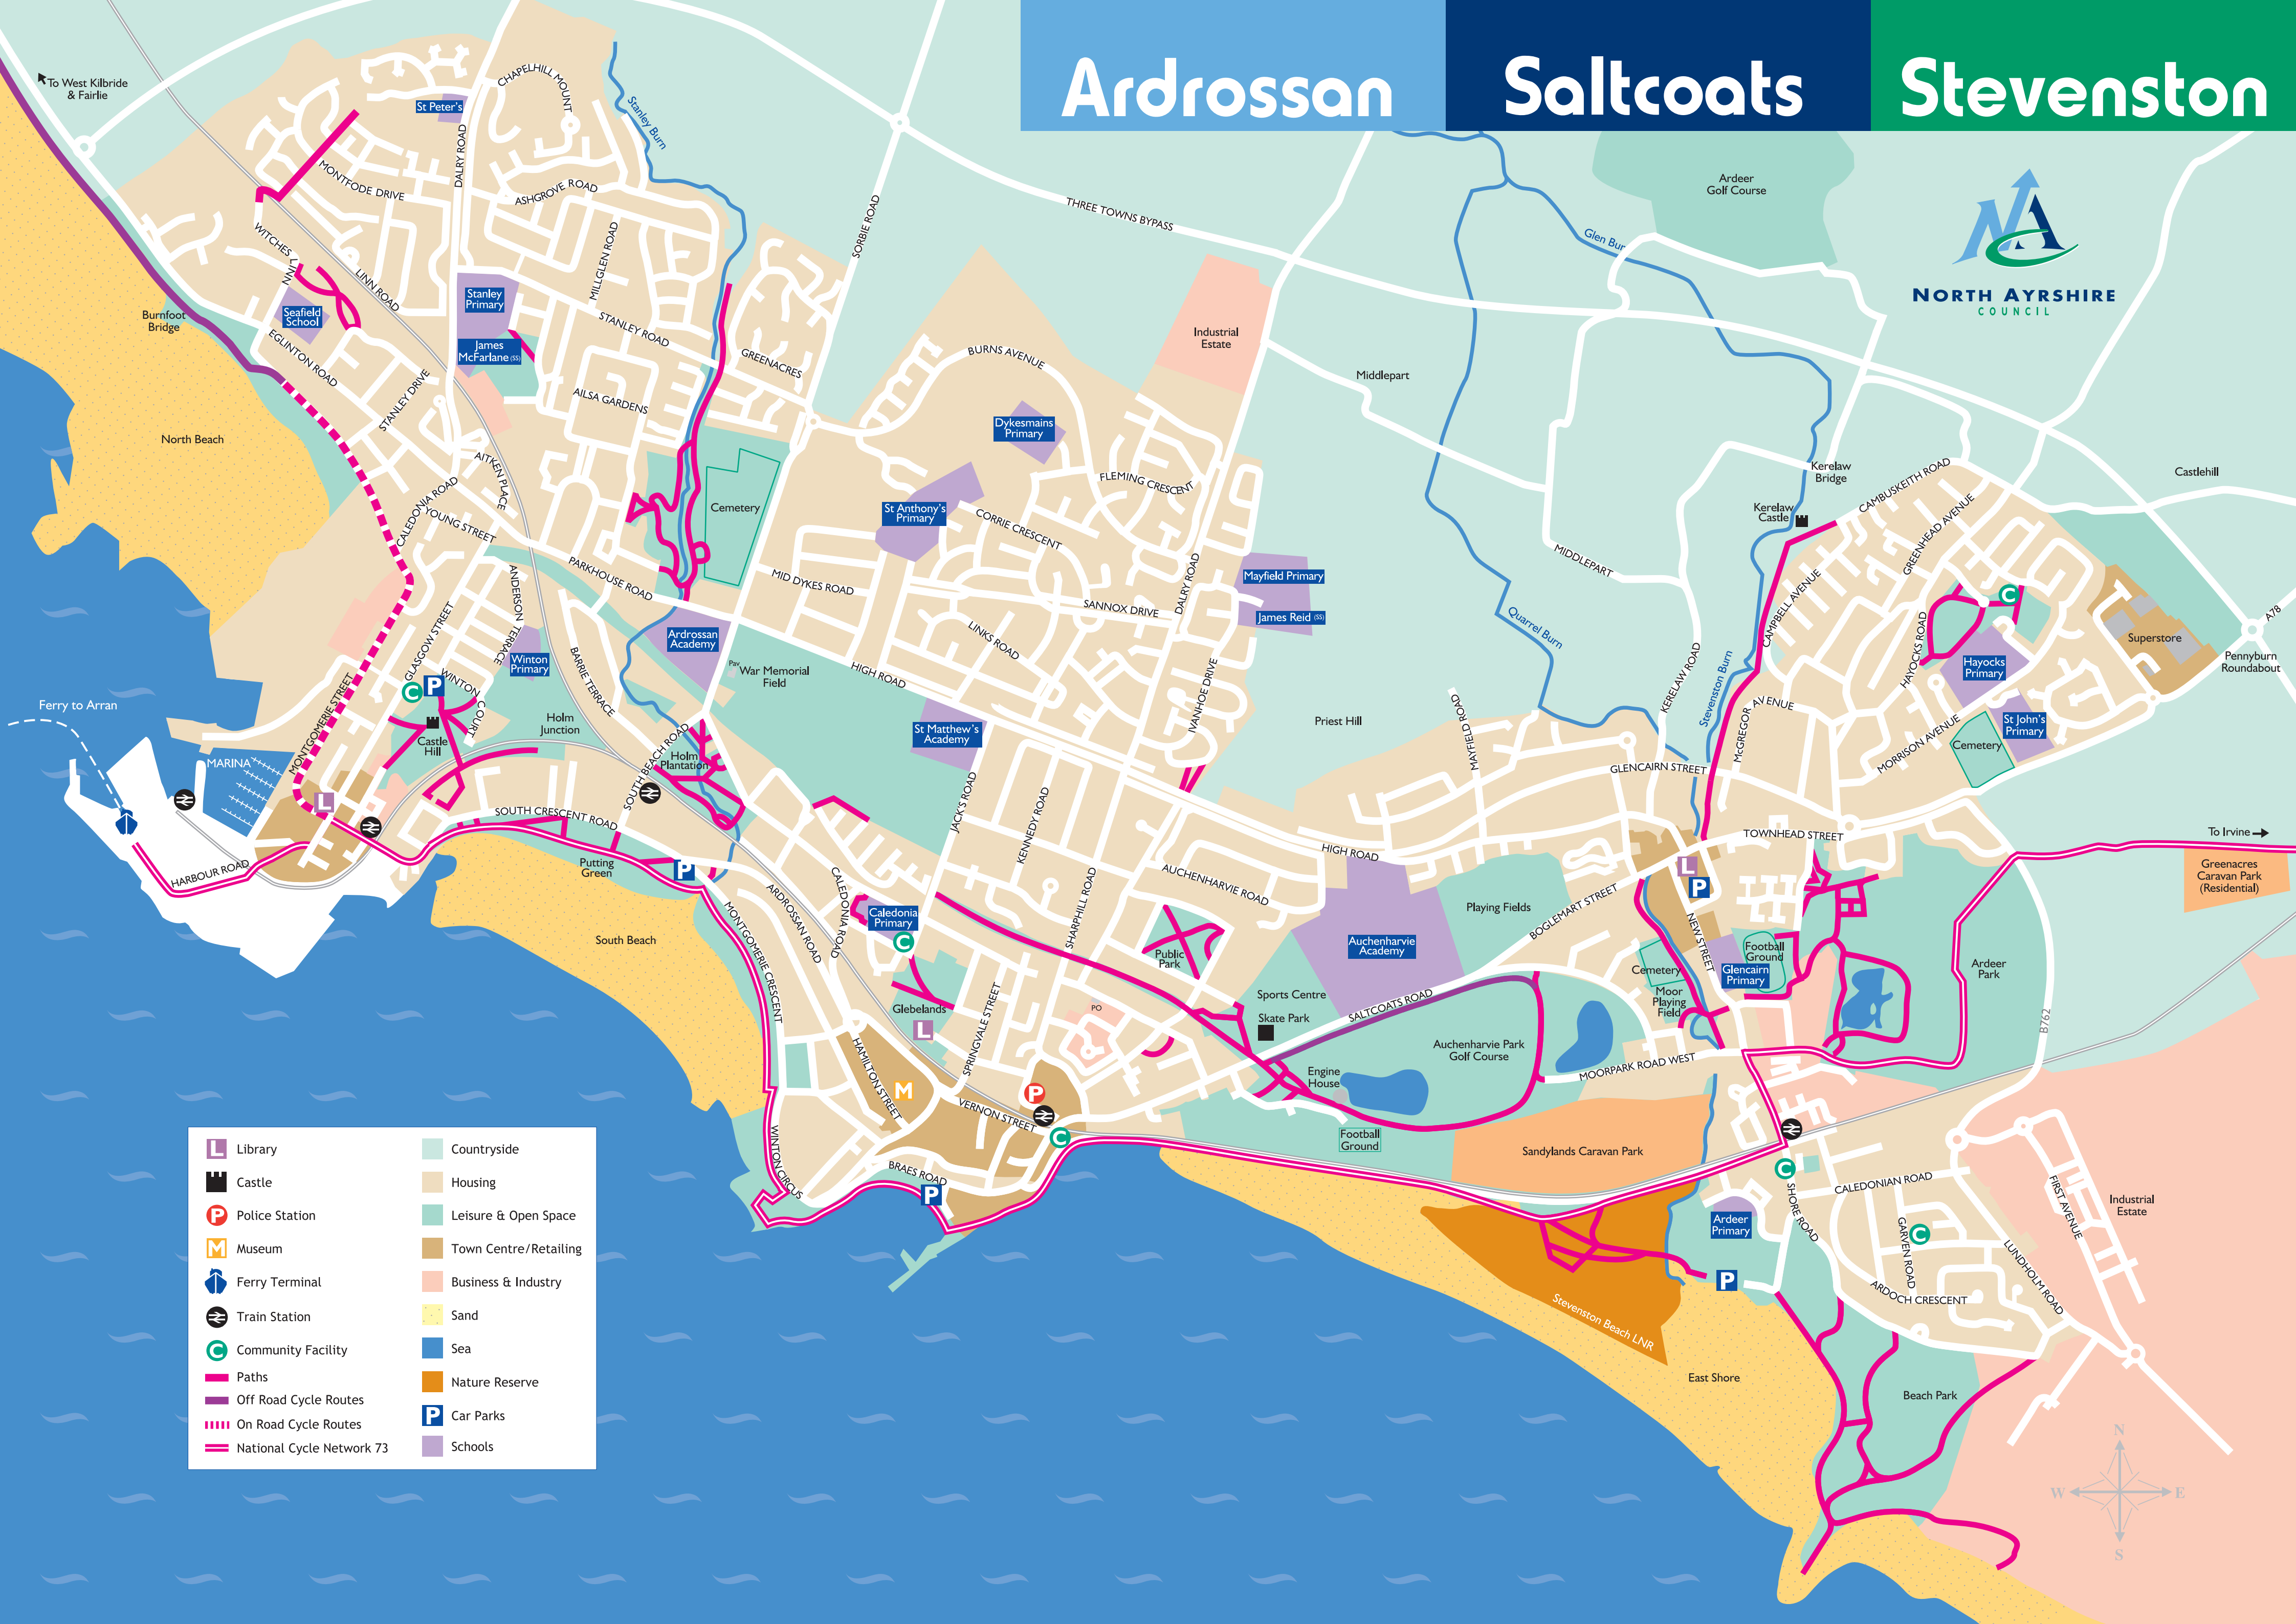 Ardrossan
Saltcoats
Stevenston
NORTH AYRSHIRE
COUNCIL
To West Kilbride
& Fairlie
St Peter's
CHAPELHILL MOUNT
Stanley Burn
DALRY ROAD
MONTFODE DRIVE
ASHGROVE ROAD
SORBIE ROAD
THREE TOWNS BYPASS
Ardeer
Golf Course
Glen Bur
WITCHES LINN
LINN ROAD
MILLGLEN ROAD
Stanley
Primary
Seafield
School
Burnfoot
Bridge
EGLINTON ROAD
James
McFarlane (SS)
STANLEY ROAD
GREENACRES
BURNS AVENUE
Industrial
Estate
Middlepart
STANLEY DRIVE
AILSA GARDENS
North Beach
Dykesmains
Primary
AITKEN PLACE
FLEMING CRESCENT
Kerelaw
Bridge
CAMBUSKEITH ROAD
Castlehill
CALEDONIA ROAD
YOUNG STREET
Cemetery
St Anthony's
Primary
CORRIE CRESCENT
Kerelaw
Castle
GREENHEAD AVENUE
MIDDLEPART
PARKHOUSE ROAD
ANDERSON TERRACE
MID DYKES ROAD
SANNOX DRIVE
DALRY ROAD
Mayfield Primary
James Reid (SS)
Quarrel Burn
CAMPBELL AVENUE
HAYOCKS ROAD
Superstore
A78
Pennyburn
Roundabout
GLASGOW STREET
Winton
Primary
BARRIE TERRACE
Ardrossan
Academy
LINKS ROAD
Pav
War Memorial
Field
HIGH ROAD
IVANHOE DRIVE
KERELAW ROAD
Stevenston Burn
Hayocks
Primary
WINTON COURT
MONTGOMERIE STREET
Ferry to Arran
Castle
Hill
Holm
Junction
SOUTH BEACH ROAD
Holm
Plantation
St Matthew's
Academy
Priest Hill
MAYFIELD ROAD
McGREGOR AVENUE
MORRISON AVENUE
St John's
Primary
Cemetery
MARINA
GLENCAIRN STREET
SOUTH CRESCENT ROAD
JACK'S ROAD
KENNEDY ROAD
HIGH ROAD
TOWNHEAD STREET
To Irvine
HARBOUR ROAD
Putting
Green
CALEDONIA ROAD
ARDROSSAN ROAD
AUCHENHARVIE ROAD
SHARPHILL ROAD
Greenacres
Caravan Park
(Residential)
Caledonia
Primary
Playing Fields
BOGLEMART STREET
NEW STREET
South Beach
MONTGOMERIE CRESCENT
Public
Park
Auchenharvie
Academy
Football
Ground
Cemetery
Glencairn
Primary
Ardeer
Park
Glebelands
SPRINGVALE STREET
PO
Sports Centre
Skate Park
SALTCOATS ROAD
Moor
Playing
Field
B762
HAMILTON STREET
Auchenharvie Park
Golf Course
Engine
House
MOORPARK ROAD WEST
VERNON STREET
Football
Ground
Sandylands Caravan Park
WINTON CIRCUS
BRAES ROAD
CALEDONIAN ROAD
SHORE ROAD
Ardeer
Primary
GARVEN ROAD
FIRST AVENUE
Industrial
Estate
LUNDHOLM ROAD
ARDOCH CRESCENT
Stevenston Beach LNR
East Shore
Beach Park
L Library
Castle
P Police Station
M Museum
Ferry Terminal
Train Station
C Community Facility
Paths
Off Road Cycle Routes
On Road Cycle Routes
National Cycle Network 73
Countryside
Housing
Leisure & Open Space
Town Centre/Retailing
Business & Industry
Sand
Sea
Nature Reserve
P Car Parks
Schools
N
W
E
S